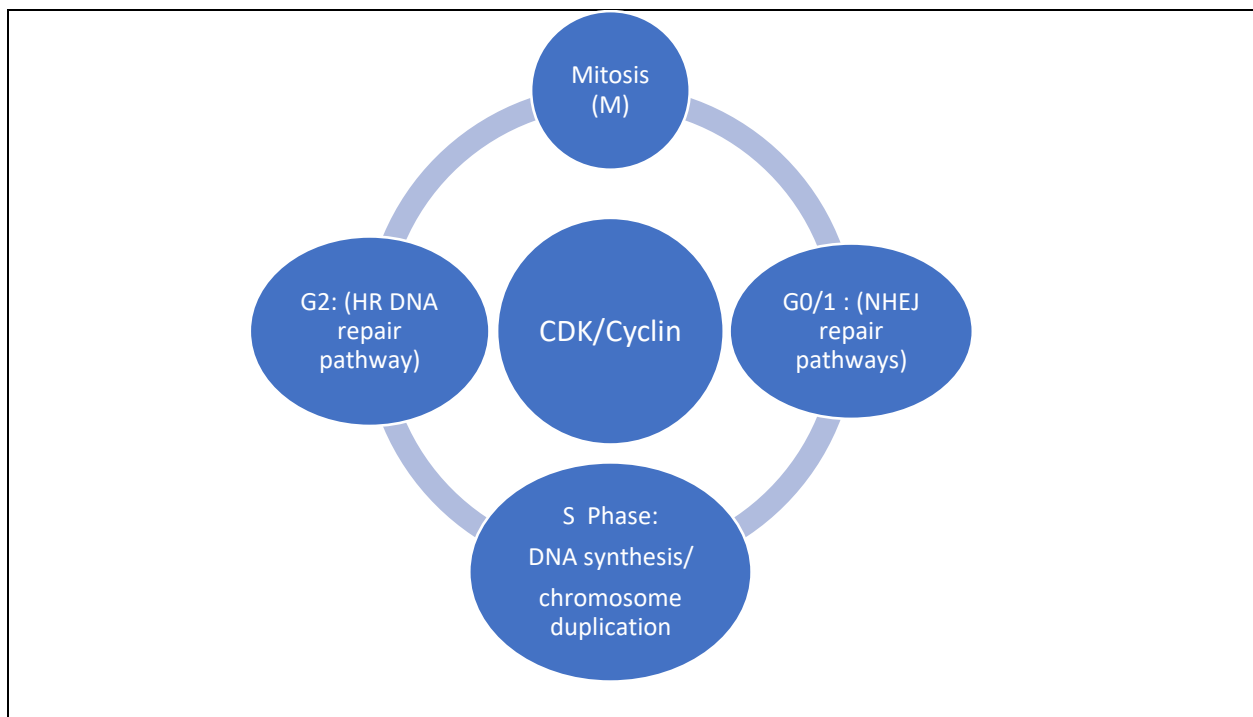 Mitosis
(M)
G2: (HR DNA
repair
pathway)
CDK/Cyclin
G0/1 : (NHEJ
repair
pathways)
S  Phase:
DNA synthesis/
chromosome
duplication